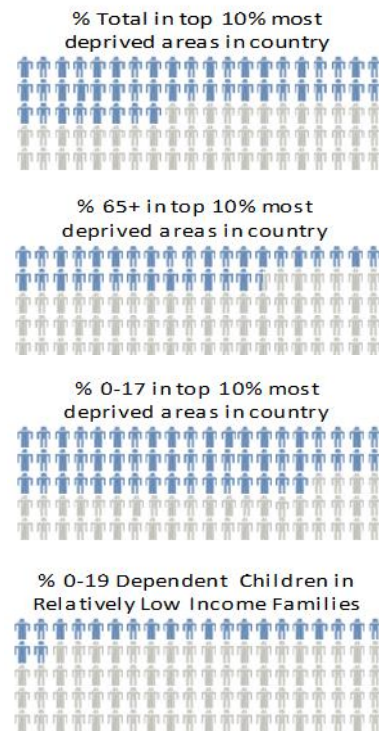 % Total in top 10% most
deprived areas in country
% 65+ in top 10% most
deprived areas in country
% 0-17 in top 10% most
deprived areas in country
% 0-19 Dependent Children in
Relatively Low Income Families